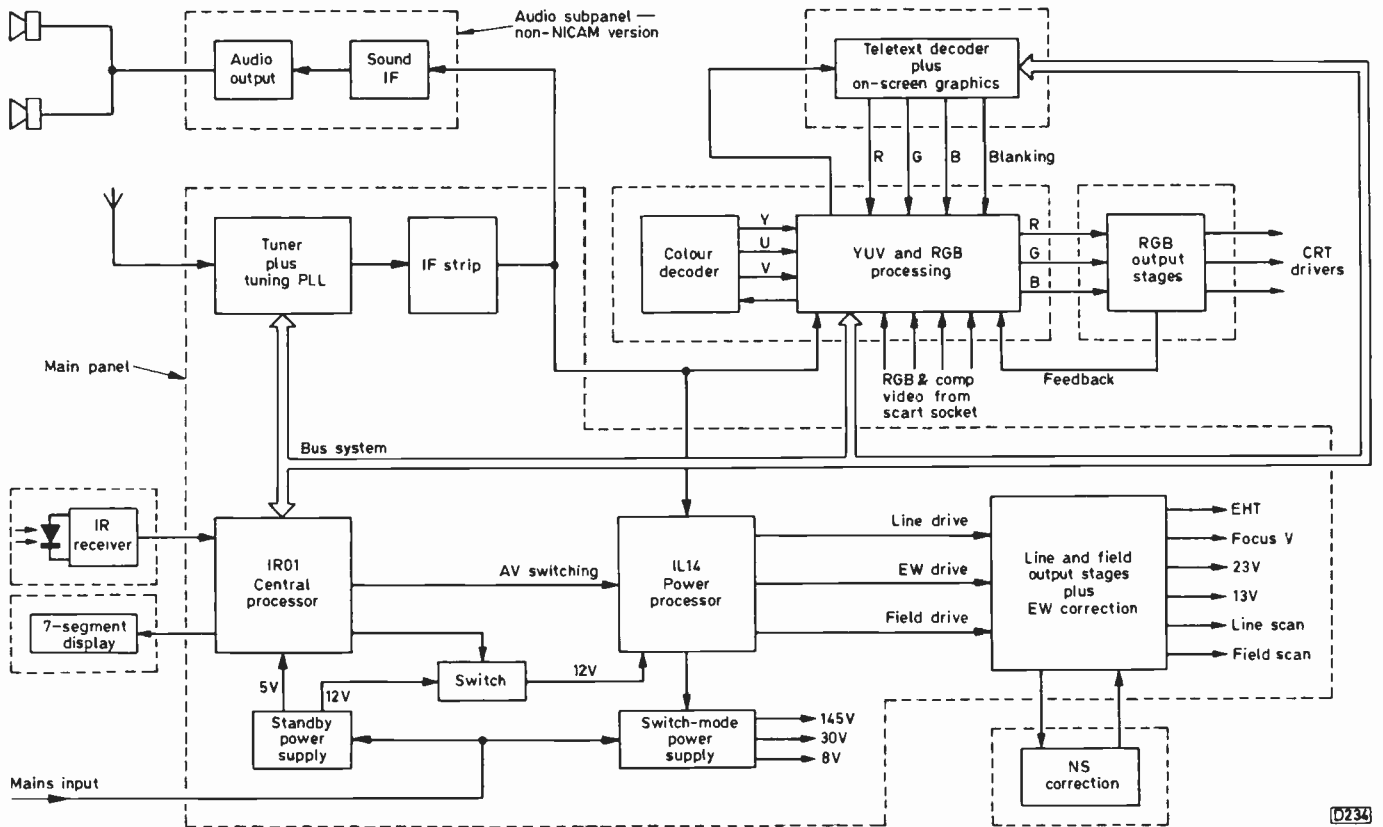 Audio subpanel —
non-NICAM version
Audio
output
Sound
IF
Teletext decoder
plus
on-screen graphics
R
G
B
Blanking
Tuner
plus
tuning PLL
IF strip
Colour
decoder
Y
U
V
YUV and RGB
processing
R
G
B
RGB
output
stages
CRT
drivers
Main panel
RGB & comp
video from
scart socket
Feedback
Bus system
IR
receiver
IR01
Central
processor
AV switching
IL14
Power
processor
Line drive
EW drive
Field drive
Line and field
output stages
plus
EW correction
EHT
Focus V
23V
13V
Line scan
Field scan
7-segment
display
5V
12V
Switch
12V
Standby
power
supply
Switch-mode
power
supply
145V
30V
8V
NS
correction
Mains input
D234